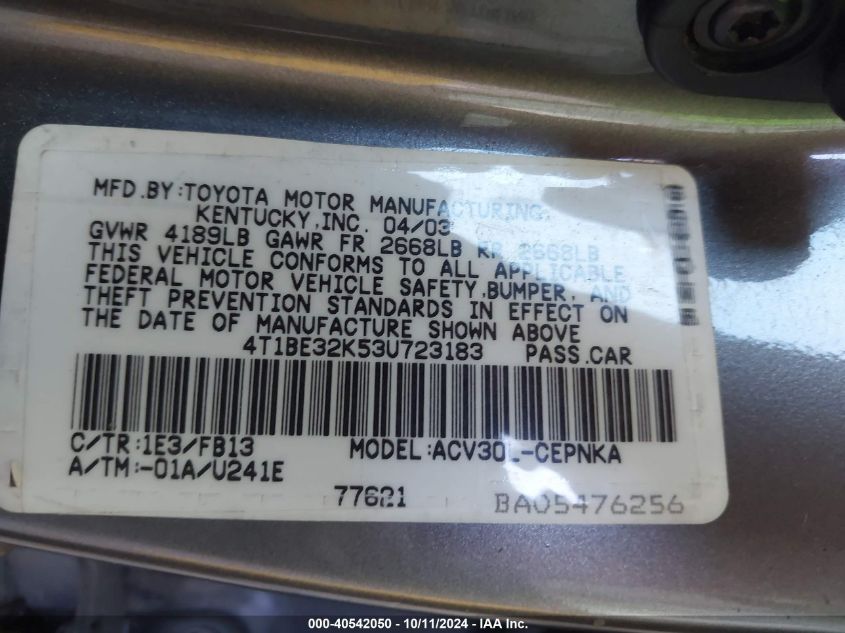 MFD.BY:TOYOTA MOTOR MANUFACTURING
KENTUCKY,INC. 04/03
GVWR 4189LB GAWR FR 2668LB RR 2668LB
THIS VEHICLE CONFORMS TO ALL APPLICABLE
FEDERAL MOTOR VEHICLE SAFETY,BUMPER, AND
THEFT PREVENTION STANDARDS IN EFFECT ON
THE DATE OF MANUFACTURE SHOWN ABOVE
4T1BE32K53U723183 PASS.CAR
C/TR:1E3/FB13 MODEL:ACV30L-CEPNKA
A/TM:-01A/U241E
77621 BA05476256
000-40542050 - 10/11/2024 - IAA Inc.